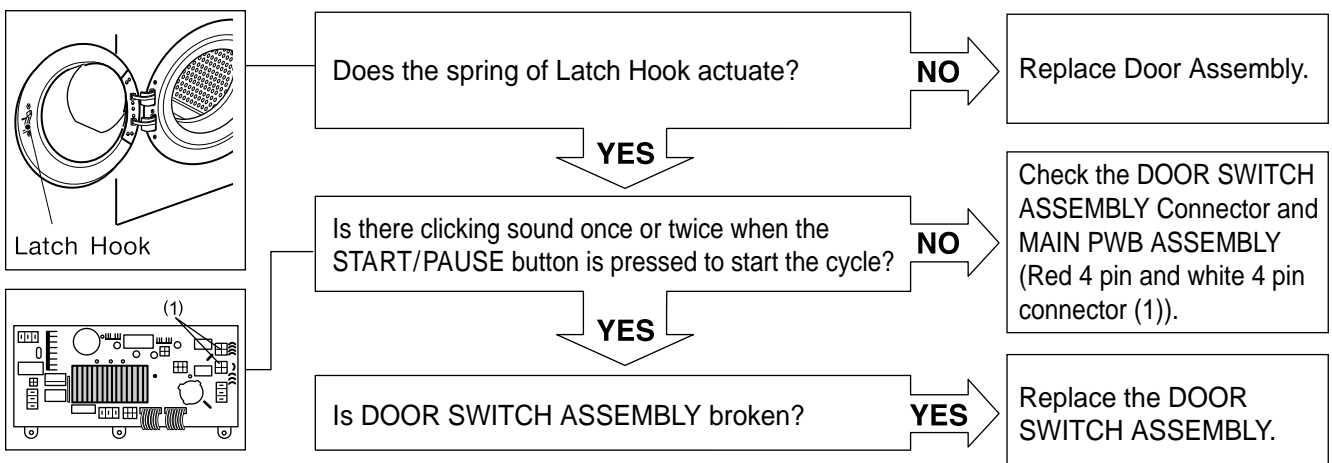 Latch Hook
Does the spring of Latch Hook actuate?
NO
Replace Door Assembly.
YES
(1)
Is there clicking sound once or twice when the
START/PAUSE button is pressed to start the cycle?
NO
Check the DOOR SWITCH
ASSEMBLY Connector and
MAIN PWB ASSEMBLY
(Red 4 pin and white 4 pin
connector (1)).
YES
Is DOOR SWITCH ASSEMBLY broken?
YES
Replace the DOOR
SWITCH ASSEMBLY.